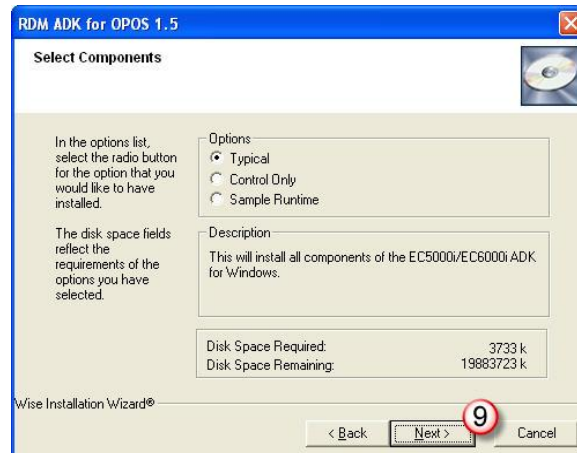 RDM ADK for OPOS 1.5
Select Components
In the options list,
select the radio button
for the option that you
would like to have
installed.
The disk space fields
reflect the
requirements of the
options you have
selected.
Options
Typical
Control Only
Sample Runtime
Description
This will install all components of the EC5000i/EC6000i ADK
for Windows.
Disk Space Required: 3733 k
Disk Space Remaining: 19883723 k
Wise Installation Wizard®
< Back Next > 9 Cancel